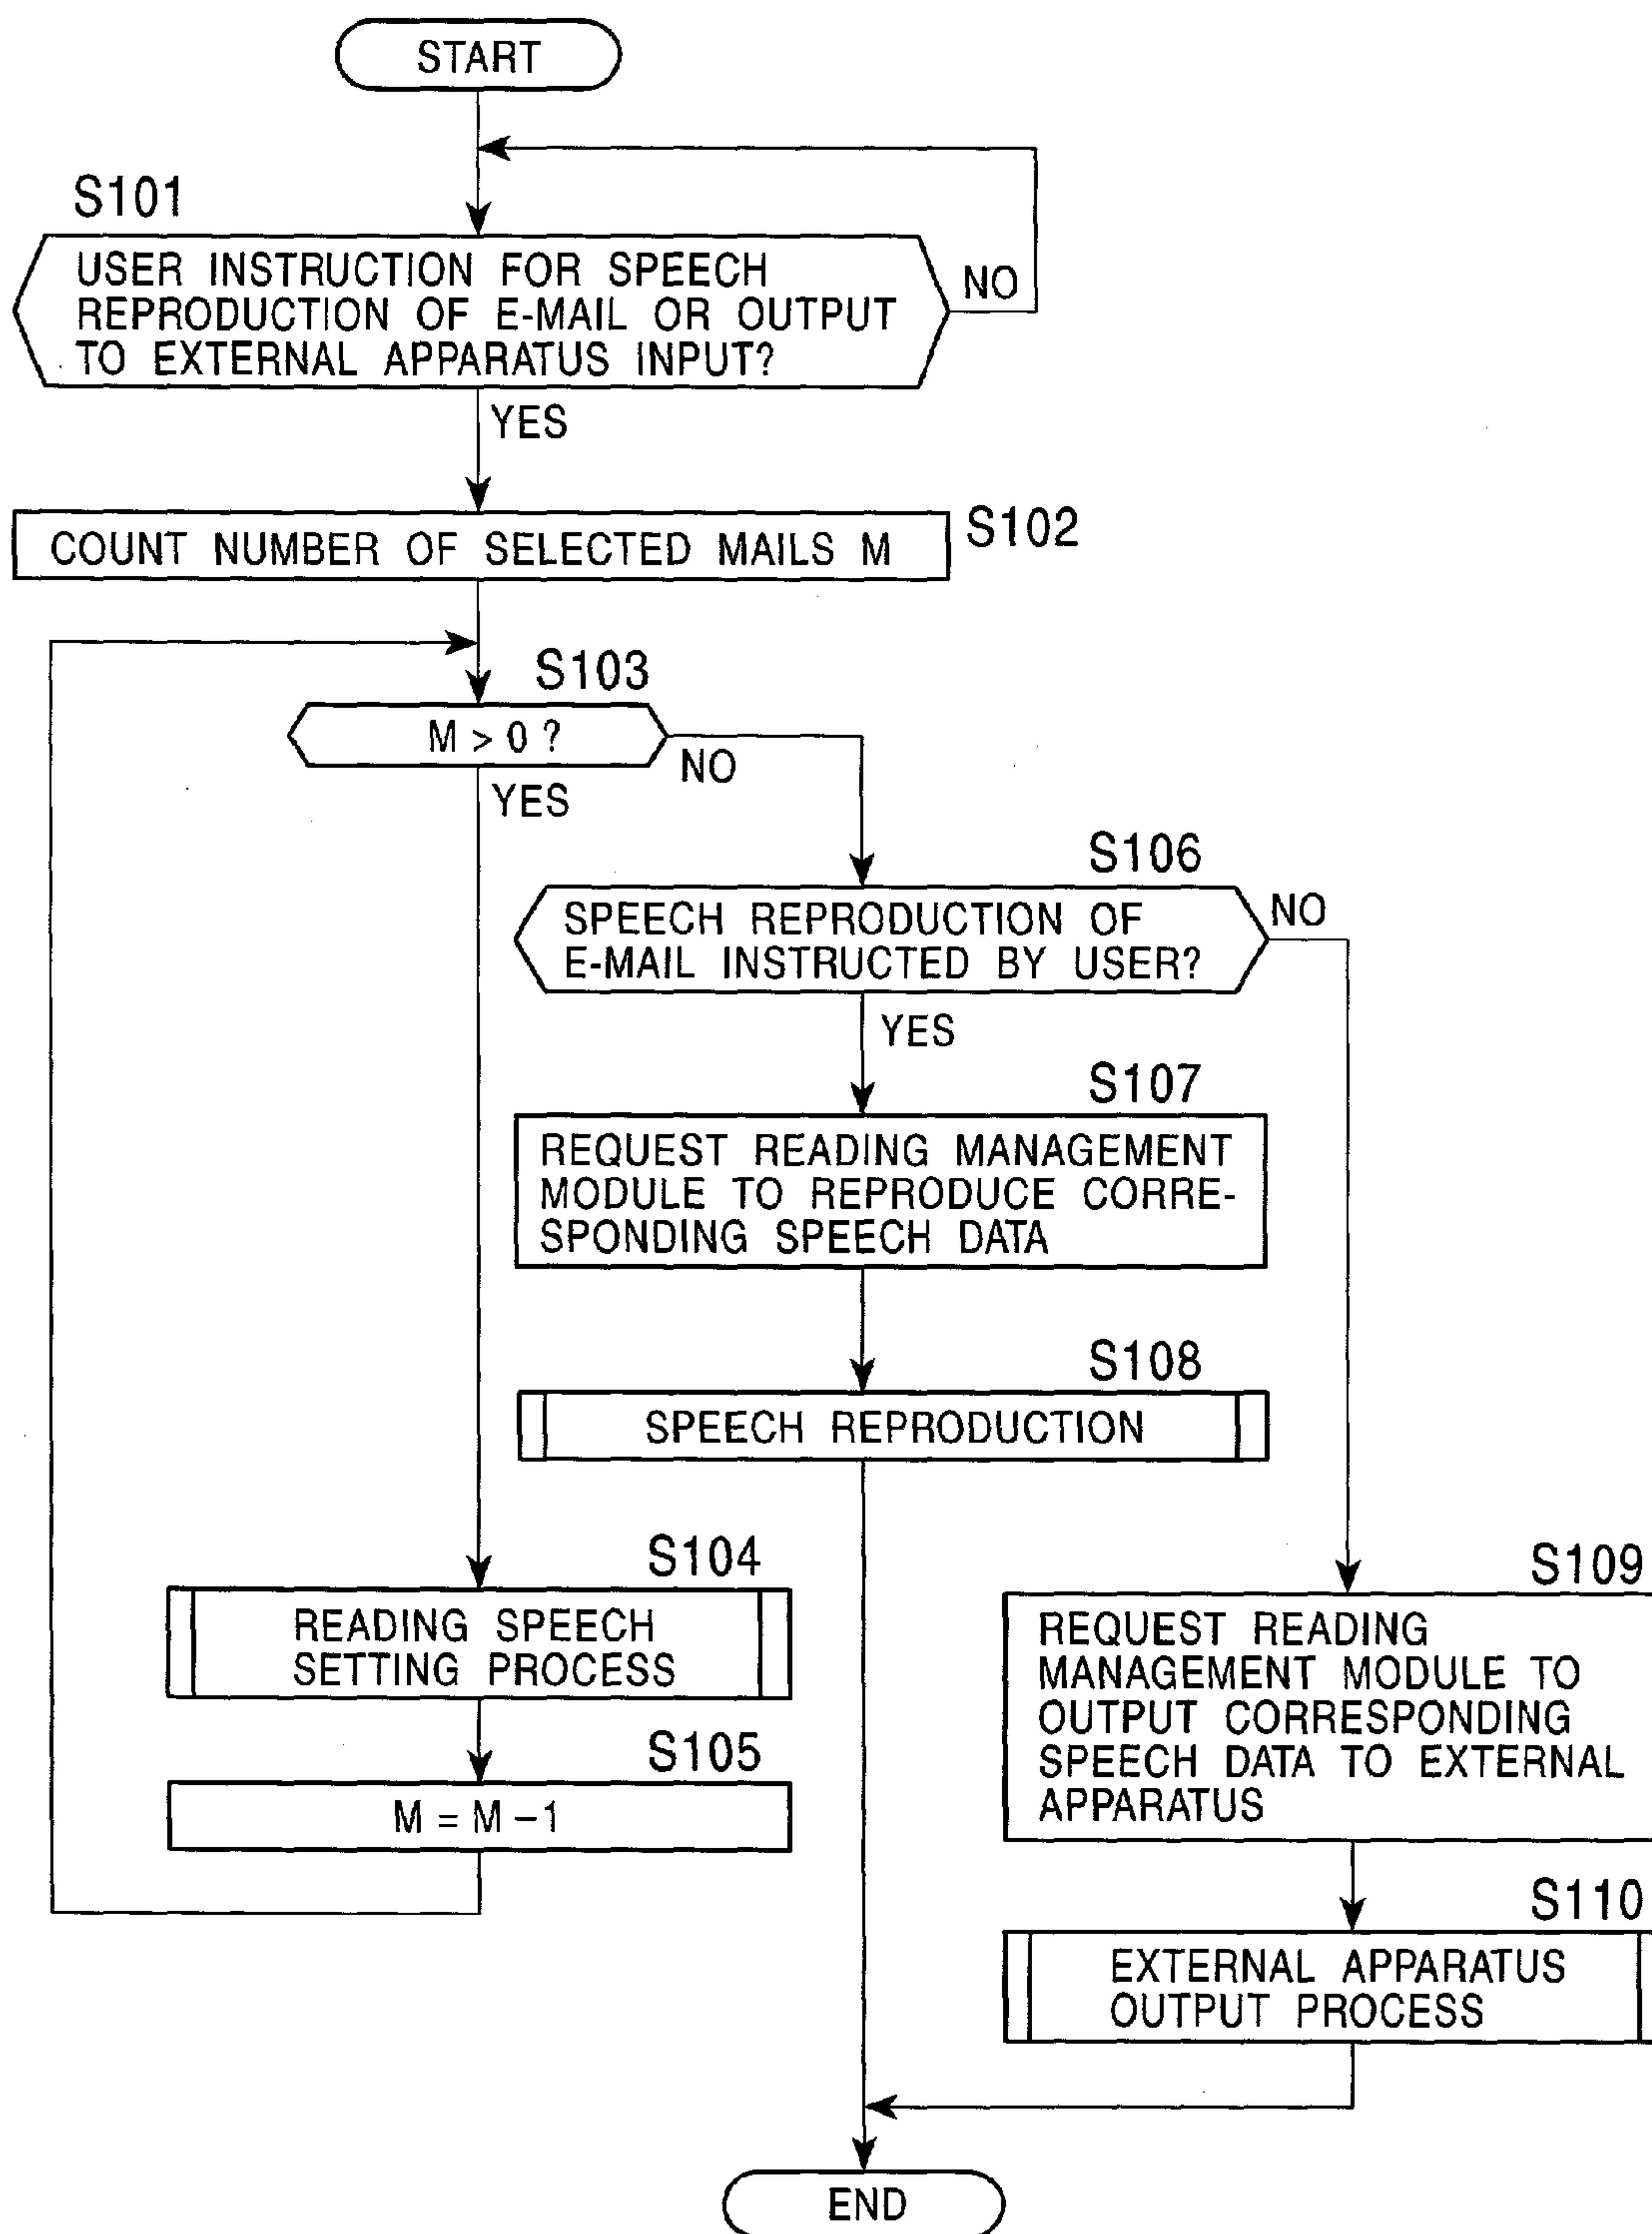 START
S101
USER INSTRUCTION FOR SPEECH
REPRODUCTION OF E-MAIL OR OUTPUT
TO EXTERNAL APPARATUS INPUT?
NO
YES
COUNT NUMBER OF SELECTED MAILS M
S102
S103
M > 0 ?
NO
YES
S106
SPEECH REPRODUCTION OF
E-MAIL INSTRUCTED BY USER?
NO
YES
S107
REQUEST READING MANAGEMENT
MODULE TO REPRODUCE CORRE-
SPONDING SPEECH DATA
S108
SPEECH REPRODUCTION
S104
READING SPEECH
SETTING PROCESS
S105
M = M -1
S109
REQUEST READING
MANAGEMENT MODULE TO
OUTPUT CORRESPONDING
SPEECH DATA TO EXTERNAL
APPARATUS
S110
EXTERNAL APPARATUS
OUTPUT PROCESS
END